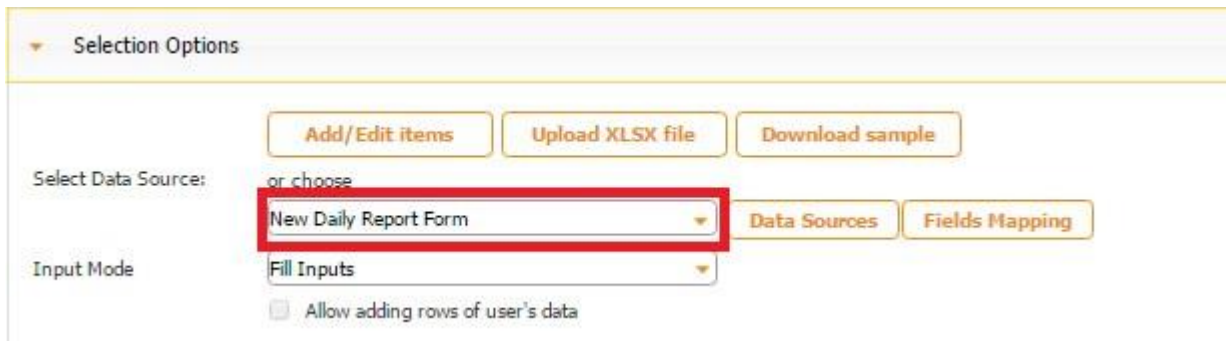 Selection Options
Add/Edit items Upload XLSX file Download sample
Select Data Source: or choose
New Daily Report Form Data Sources Fields Mapping
Input Mode Fill Inputs
Allow adding rows of user's data